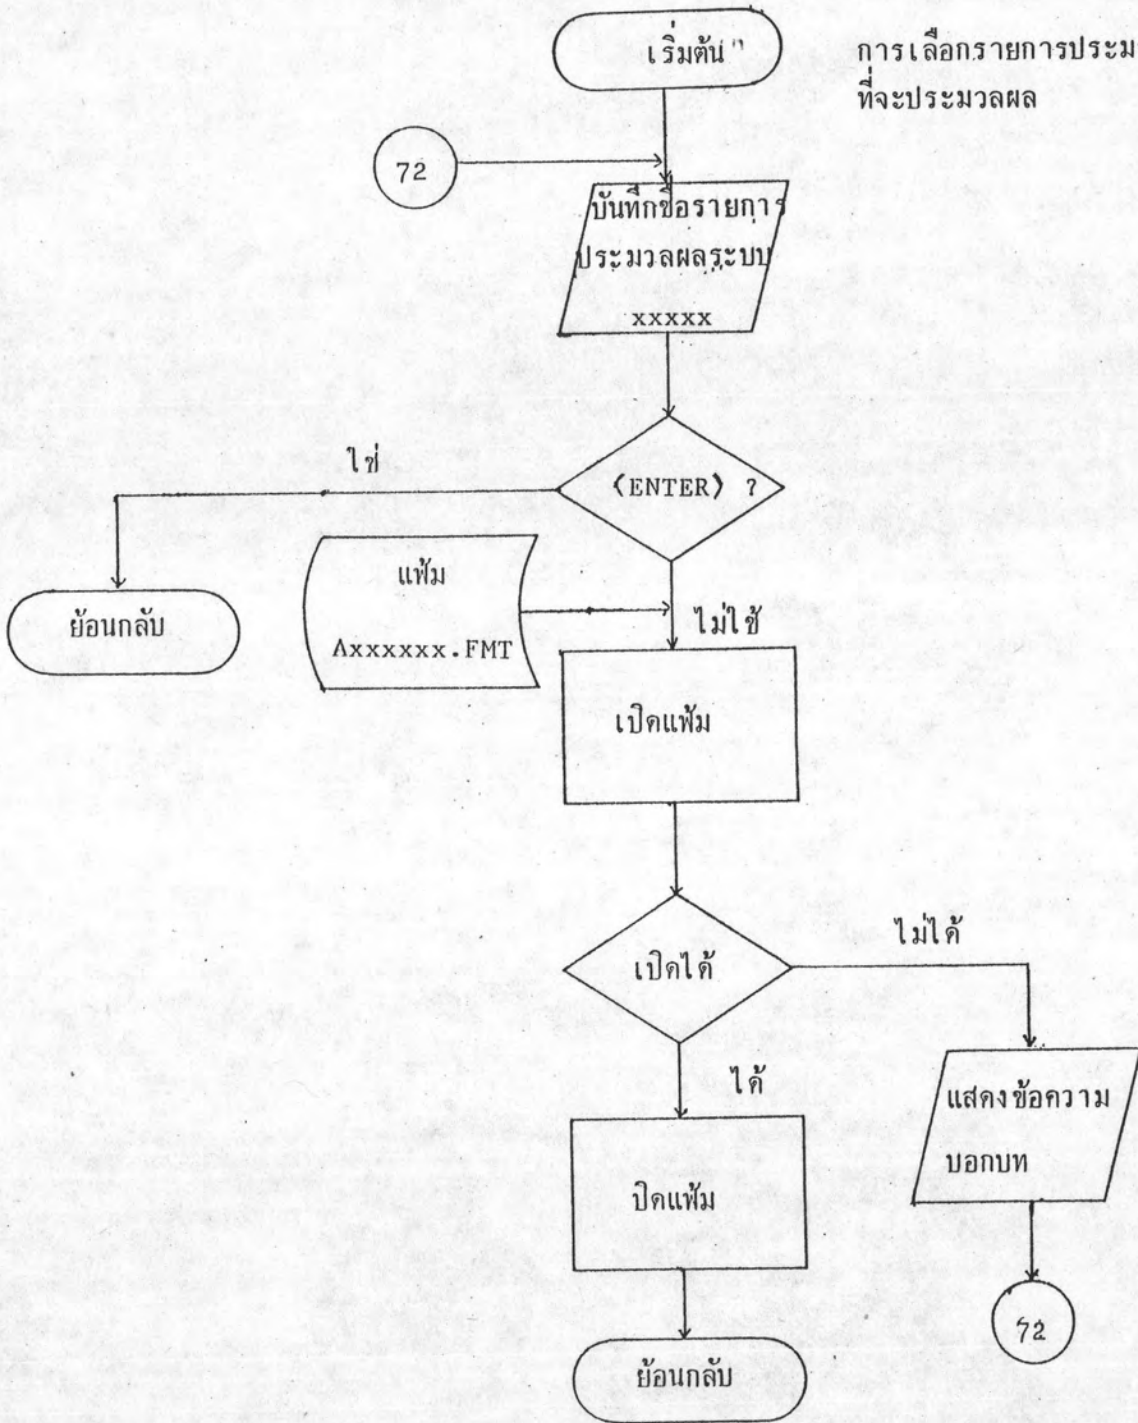 เริ่มต้น
การเลือกรายการประม
ที่จะประมวลผล
72
บันทึกชื่อรายการ
ประมวลผลระบบ
xxxxx
ใช่
<ENTER> ?
แฟ้ม
Axxxxxx.FMT
ย้อนกลับ
ไม่ใช้
เปิดแฟ้ม
ไม่ได้
เปิดได้
ได้
แสดงข้อความ
บอกบท
ปิดแฟ้ม
72
ย้อนกลับ